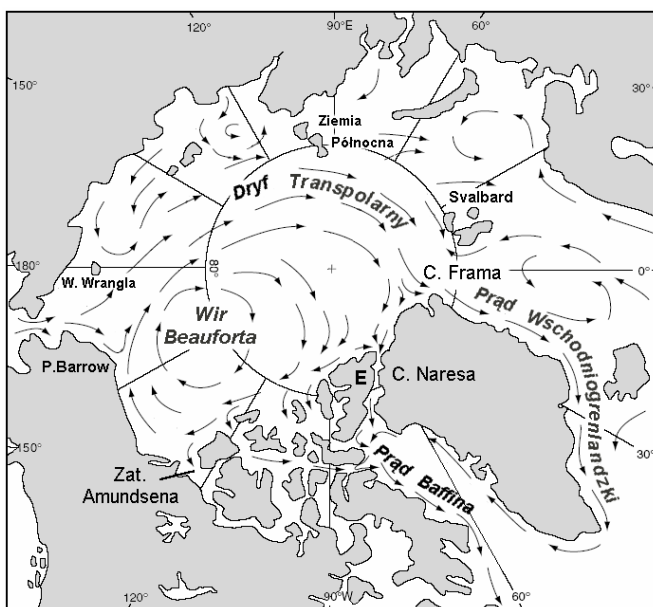 120°
90°E
60°
150°
30°
Ziemia
Północna
Dryf Transpolarny
Svalbard
180°
80°
C. Frama
0°
W. Wrangla
Wir
Beauforta
Prąd Wschodniogrenlandzki
P.Barrow
E
C. Naresa
150°
30°
Zat.
Amundsena
Prąd Baffina
120°
90°W
60°